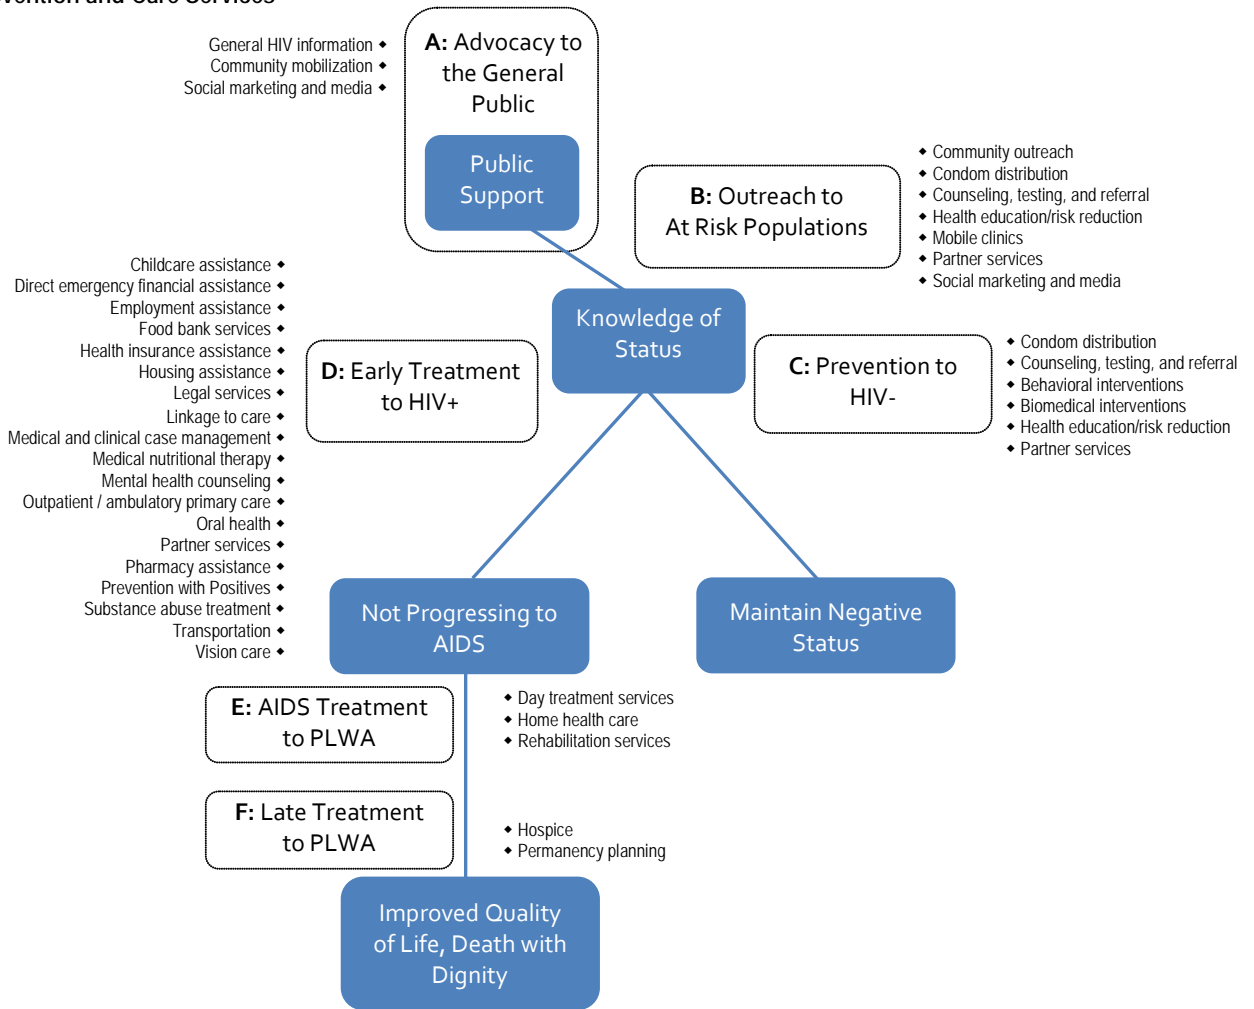 and Care Services
General HIV information ◆
Community mobilization ◆
Social marketing and media ◆
A: Advocacy to
the General
Public
Public
Support
B: Outreach to
At Risk Populations
◆ Community outreach
◆ Condom distribution
◆ Counseling, testing, and referral
◆ Health education/risk reduction
◆ Mobile clinics
◆ Partner services
◆ Social marketing and media
Knowledge of
Status
C: Prevention to
HIV-
◆ Condom distribution
◆ Counseling, testing, and referral
◆ Behavioral interventions
◆ Biomedical interventions
◆ Health education/risk reduction
◆ Partner services
Childcare assistance ◆
Direct emergency financial assistance ◆
Employment assistance ◆
Food bank services ◆
Health insurance assistance ◆
Housing assistance ◆
Legal services ◆
Linkage to care ◆
Medical and clinical case management ◆
Medical nutritional therapy ◆
Mental health counseling ◆
Outpatient / ambulatory primary care ◆
Oral health ◆
Partner services ◆
Pharmacy assistance ◆
Prevention with Positives ◆
Substance abuse treatment ◆
Transportation ◆
Vision care ◆
D: Early Treatment
to HIV+
Not Progressing to
AIDS
Maintain Negative
Status
E: AIDS Treatment
to PLWA
◆ Day treatment services
◆ Home health care
◆ Rehabilitation services
F: Late Treatment
to PLWA
◆ Hospice
◆ Permanency planning
Improved Quality
of Life, Death with
Dignity